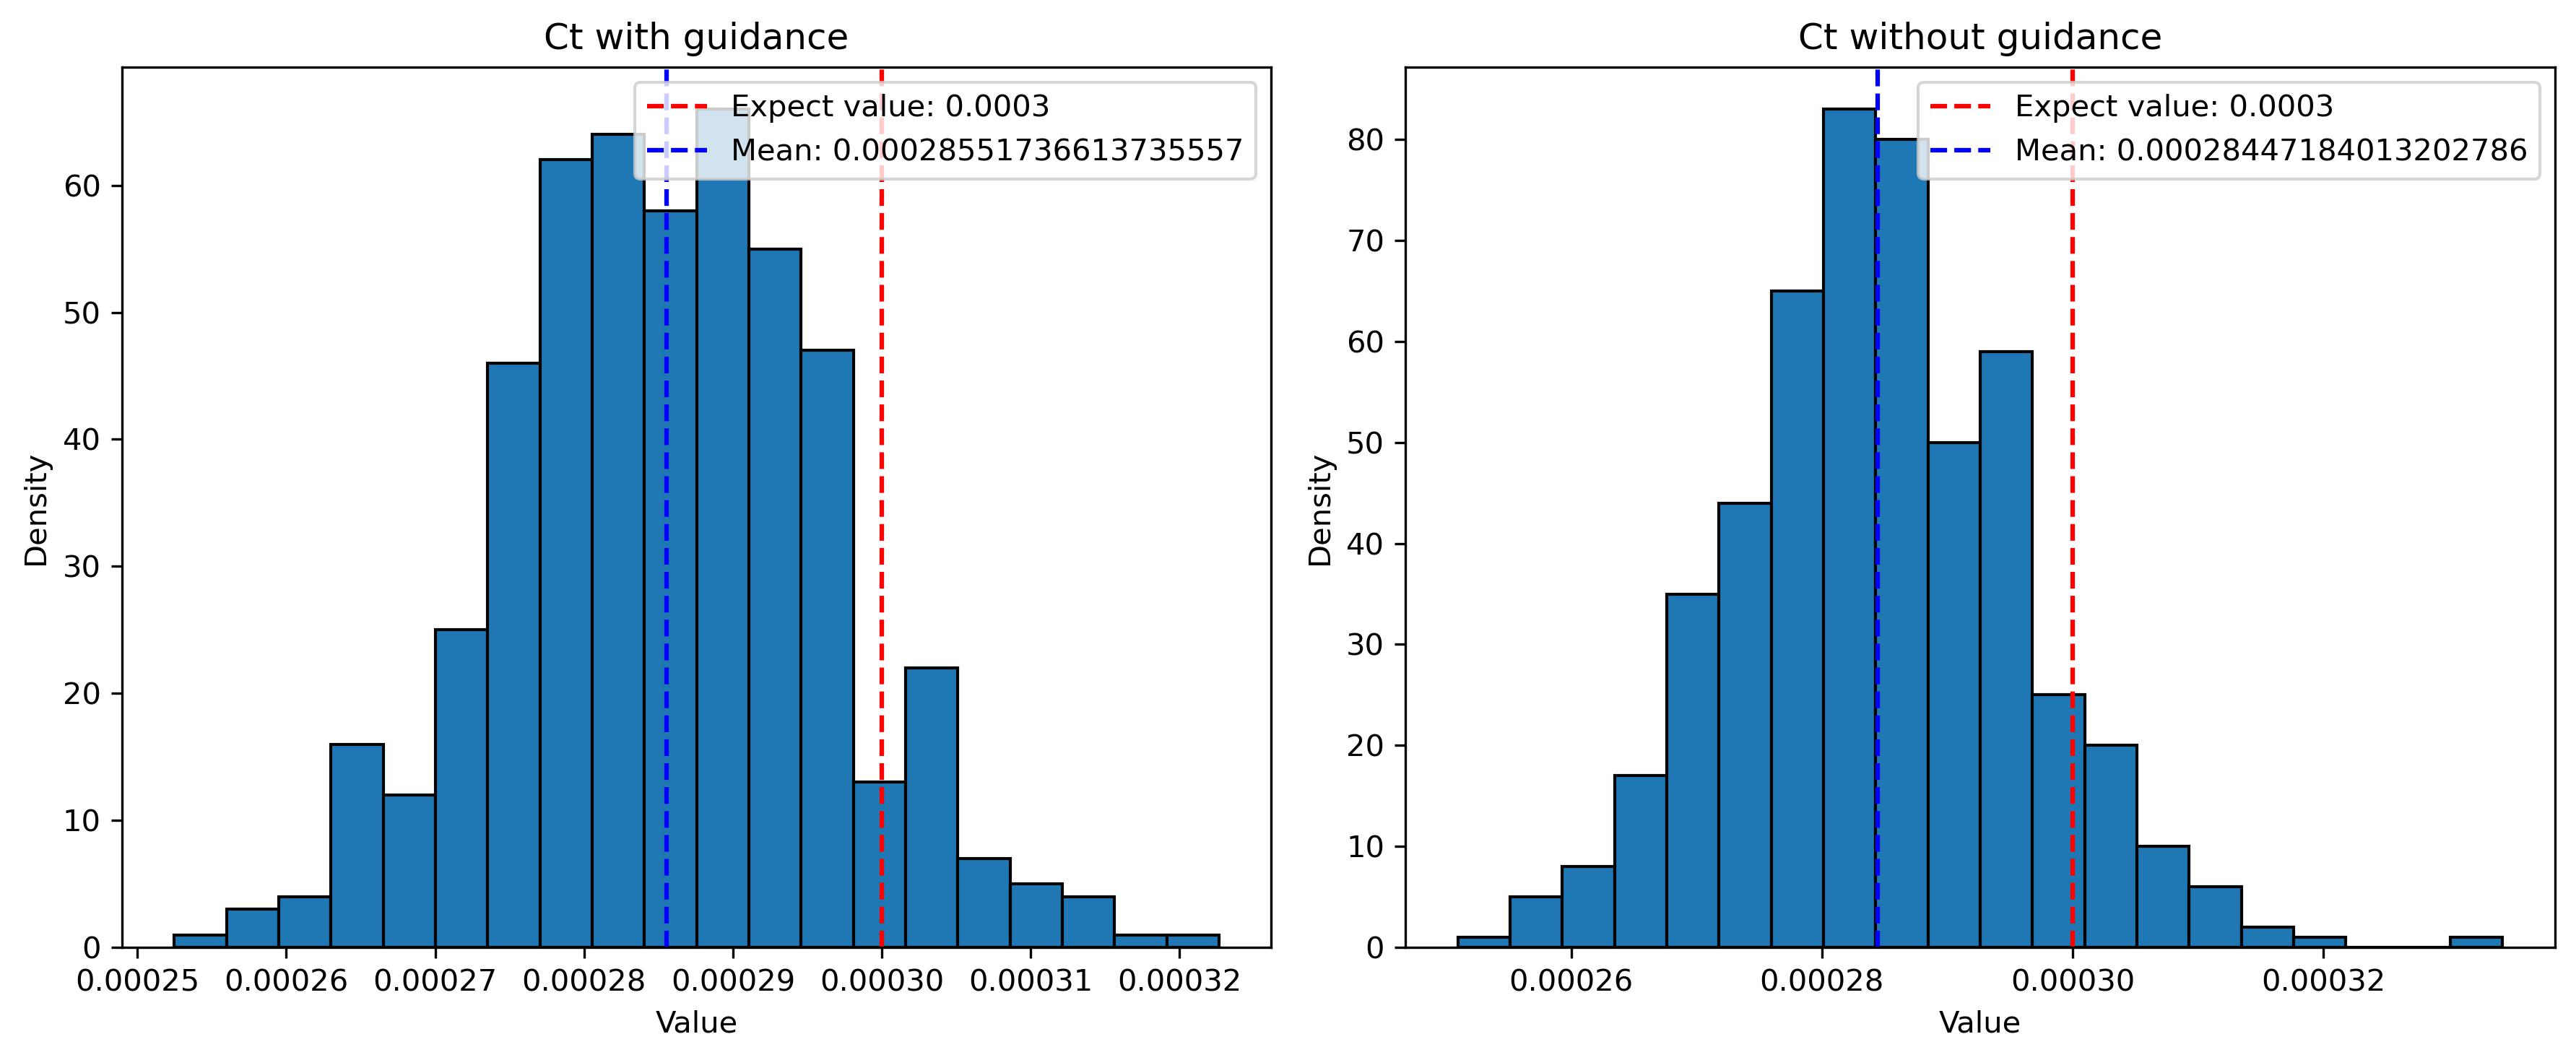 Ct with guidance
Expect value: 0.0003
Mean: 0.00028551736613735557
60
50
40
30
20
10
0
Density
0.00025 0.00026 0.00027 0.00028 0.00029 0.00030 0.00031 0.00032
Value
Ct without guidance
Expect value: 0.0003
Mean: 0.00028447184013202786
80
70
60
50
40
30
20
10
0
Density
0.00026 0.00028 0.00030 0.00032
Value